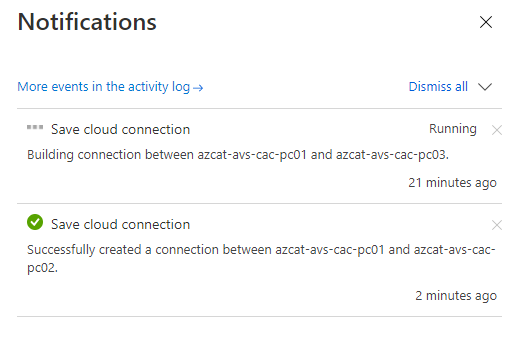 Notifications
More events in the activity log →
Dismiss all
Save cloud connection
Running
Building connection between azcat-avs-cac-pc01 and azcat-avs-cac-pc03.
21 minutes ago
Save cloud connection
Successfully created a connection between azcat-avs-cac-pc01 and azcat-avs-cac-
pc02.
2 minutes ago